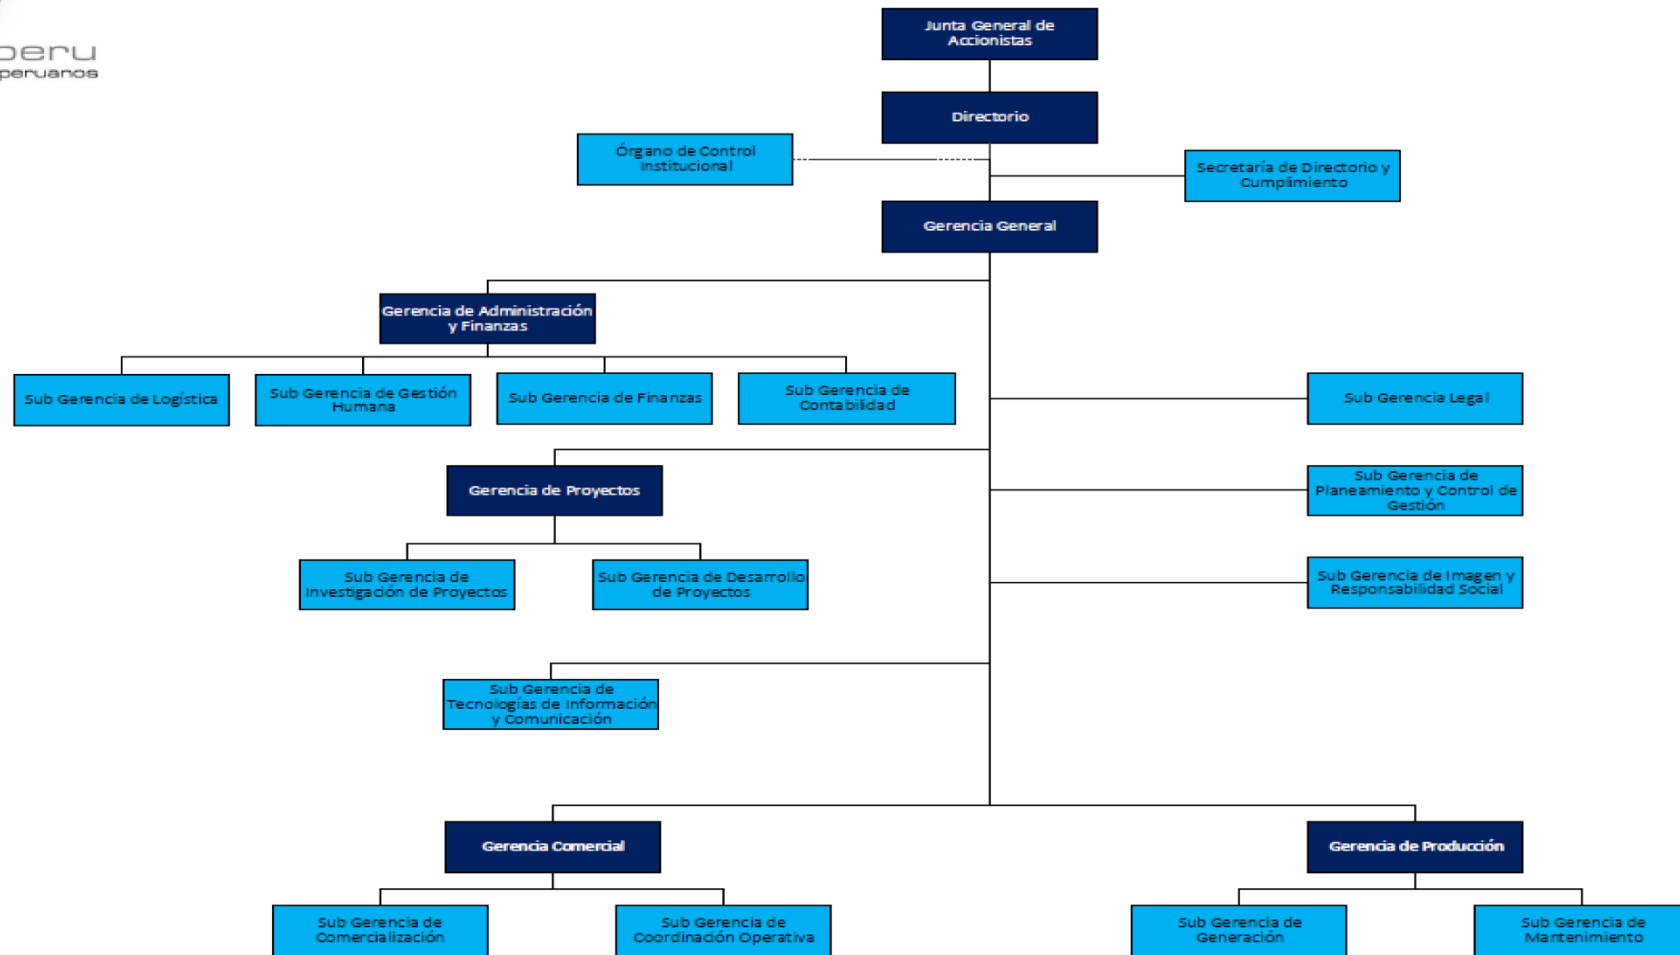 peru
peruanos
Junta General de
Accionistas
Directorio
Órgano de Control
Institucional
Secretaría de Directorio y
Cumplimiento
Gerencia General
Gerencia de Administración
y Finanzas
Sub Gerencia de Logística
Sub Gerencia de Gestión
Humana
Sub Gerencia de Finanzas
Sub Gerencia de
Contabilidad
Sub Gerencia Legal
Gerencia de Proyectos
Sub Gerencia de
Planeamiento y Control de
Gestión
Sub Gerencia de
Investigación de Proyectos
Sub Gerencia de Desarrollo
de Proyectos
Sub Gerencia de Imagen y
Responsabilidad Social
Sub Gerencia de
Tecnologías de Información
y Comunicación
Gerencia Comercial
Gerencia de Producción
Sub Gerencia de
Comercialización
Sub Gerencia de
Coordinación Operativa
Sub Gerencia de
Generación
Sub Gerencia de
Mantenimiento